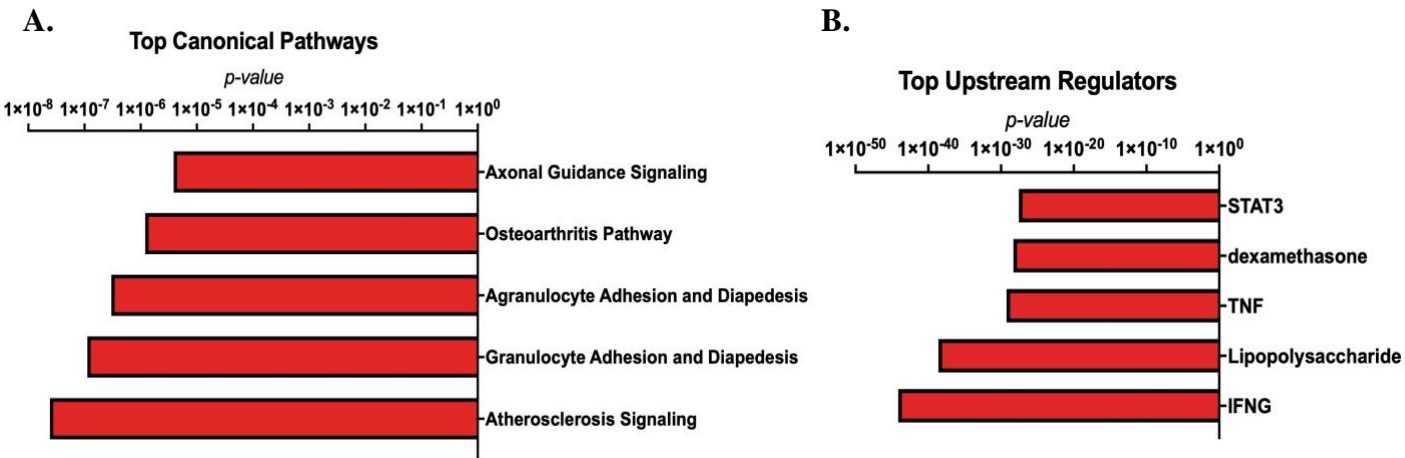 A.
Top Canonical Pathways
p-value
1×10-8 1×10-7 1×10-6 1×10-5 1×10-4 1×10-3 1×10-2 1×10-1 1×100
Axonal Guidance Signaling
Osteoarthritis Pathway
Agranulocyte Adhesion and Diapedesis
Granulocyte Adhesion and Diapedesis
Atherosclerosis Signaling
B.
Top Upstream Regulators
p-value
1×10-50 1×10-40 1×10-30 1×10-20 1×10-10 1×100
STAT3
dexamethasone
TNF
Lipopolysaccharide
IFNG